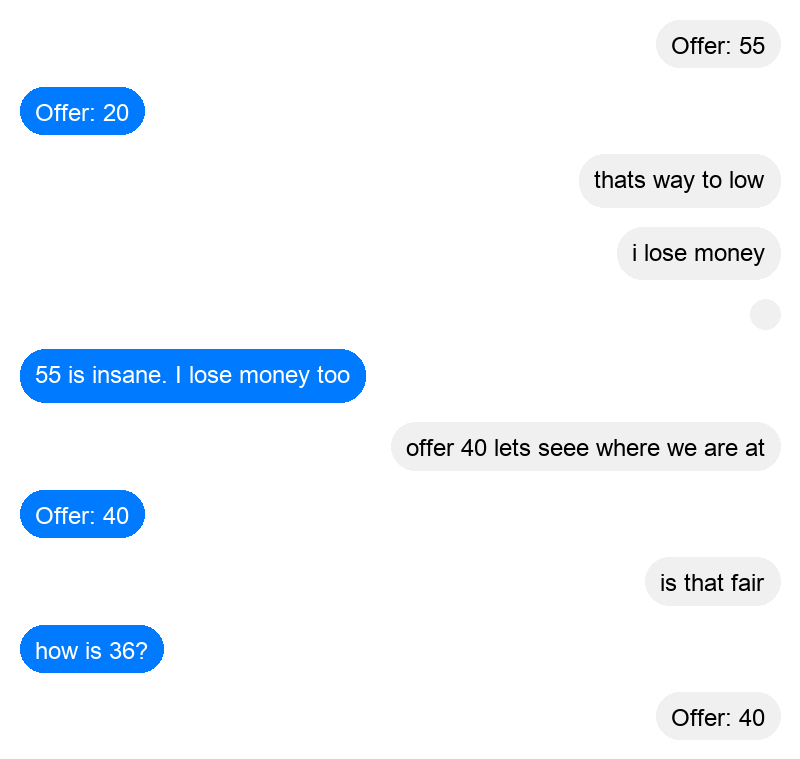 Offer: 55
Offer: 20
thats way to low
i lose money
55 is insane. I lose money too
offer 40 lets seee where we are at
Offer: 40
is that fair
how is 36?
Offer: 40